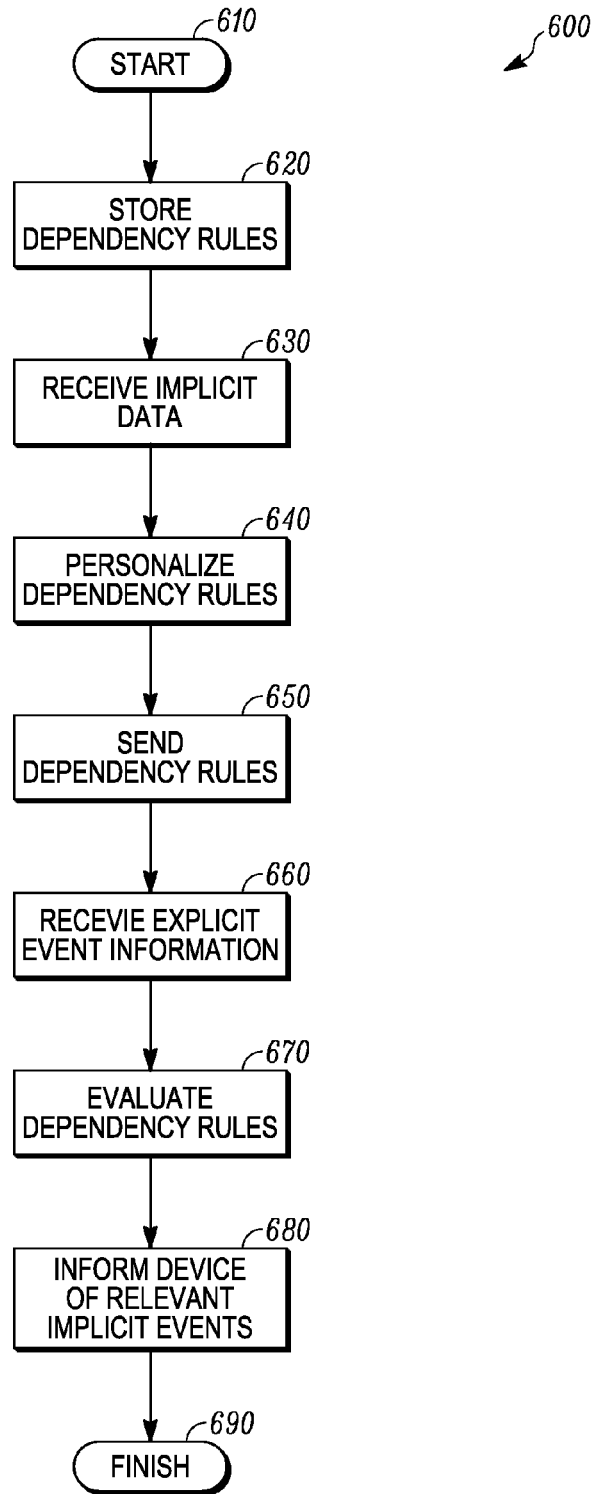 610
600
START
620
STORE
DEPENDENCY RULES
630
RECEIVE IMPLICIT
DATA
640
PERSONALIZE
DEPENDENCY RULES
650
SEND
DEPENDENCY RULES
660
RECEVIE EXPLICIT
EVENT INFORMATION
670
EVALUATE
DEPENDENCY RULES
680
INFORM DEVICE
OF RELEVANT
IMPLICIT EVENTS
690
FINISH